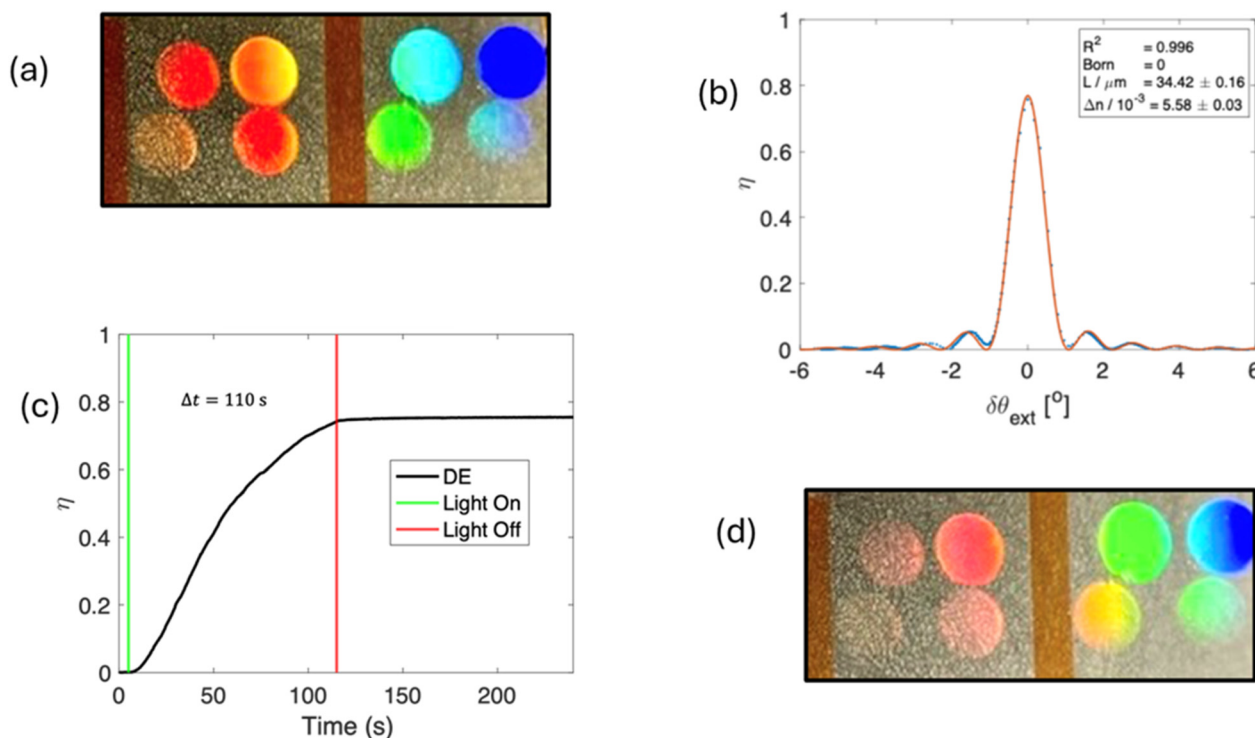 (a)
(b)
1
0.8
0.6
0.4
0.2
0
η
-6
-4
-2
0
2
4
6
δθext [o]
R2 = 0.996
Born = 0
L / μm = 34.42 ± 0.16
Δn / 10-3 = 5.58 ± 0.03
(c)
1
0.8
0.6
0.4
0.2
0
η
Δt = 110 s
DE
Light On
Light Off
0
50
100
150
200
Time (s)
(d)